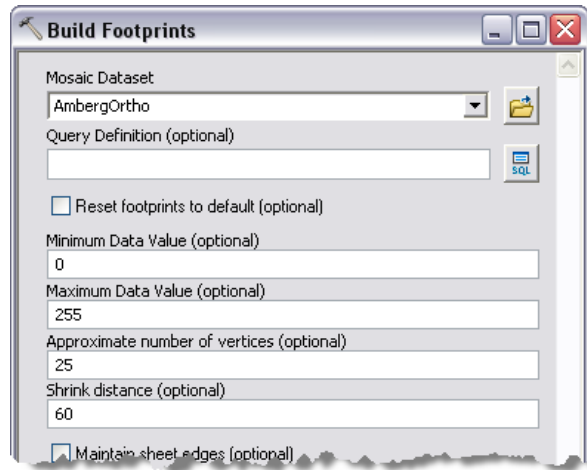 Build Footprints
Mosaic Dataset
AmbergOrtho
Query Definition (optional)
SQL
Reset footprints to default (optional)
Minimum Data Value (optional)
0
Maximum Data Value (optional)
255
Approximate number of vertices (optional)
25
Shrink distance (optional)
60
Maintain sheet edges (optional)